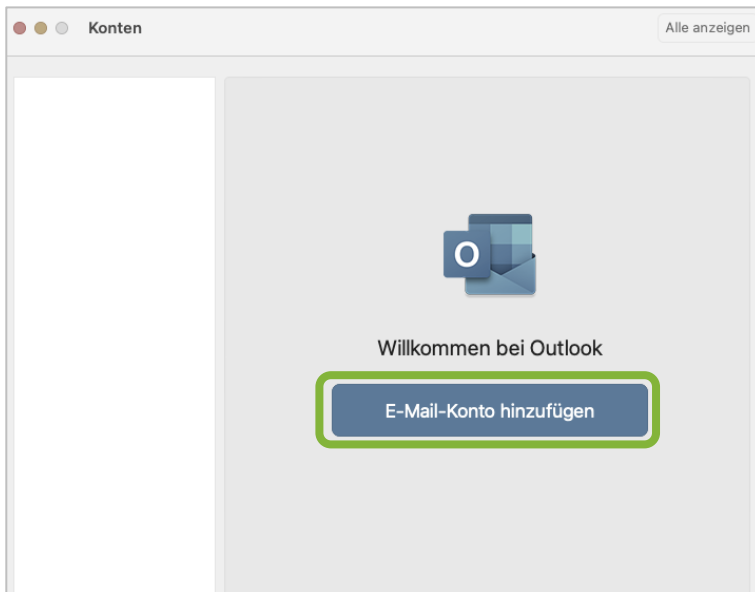 Konten
Alle anzeigen
O
Willkommen bei Outlook
E-Mail-Konto hinzufügen